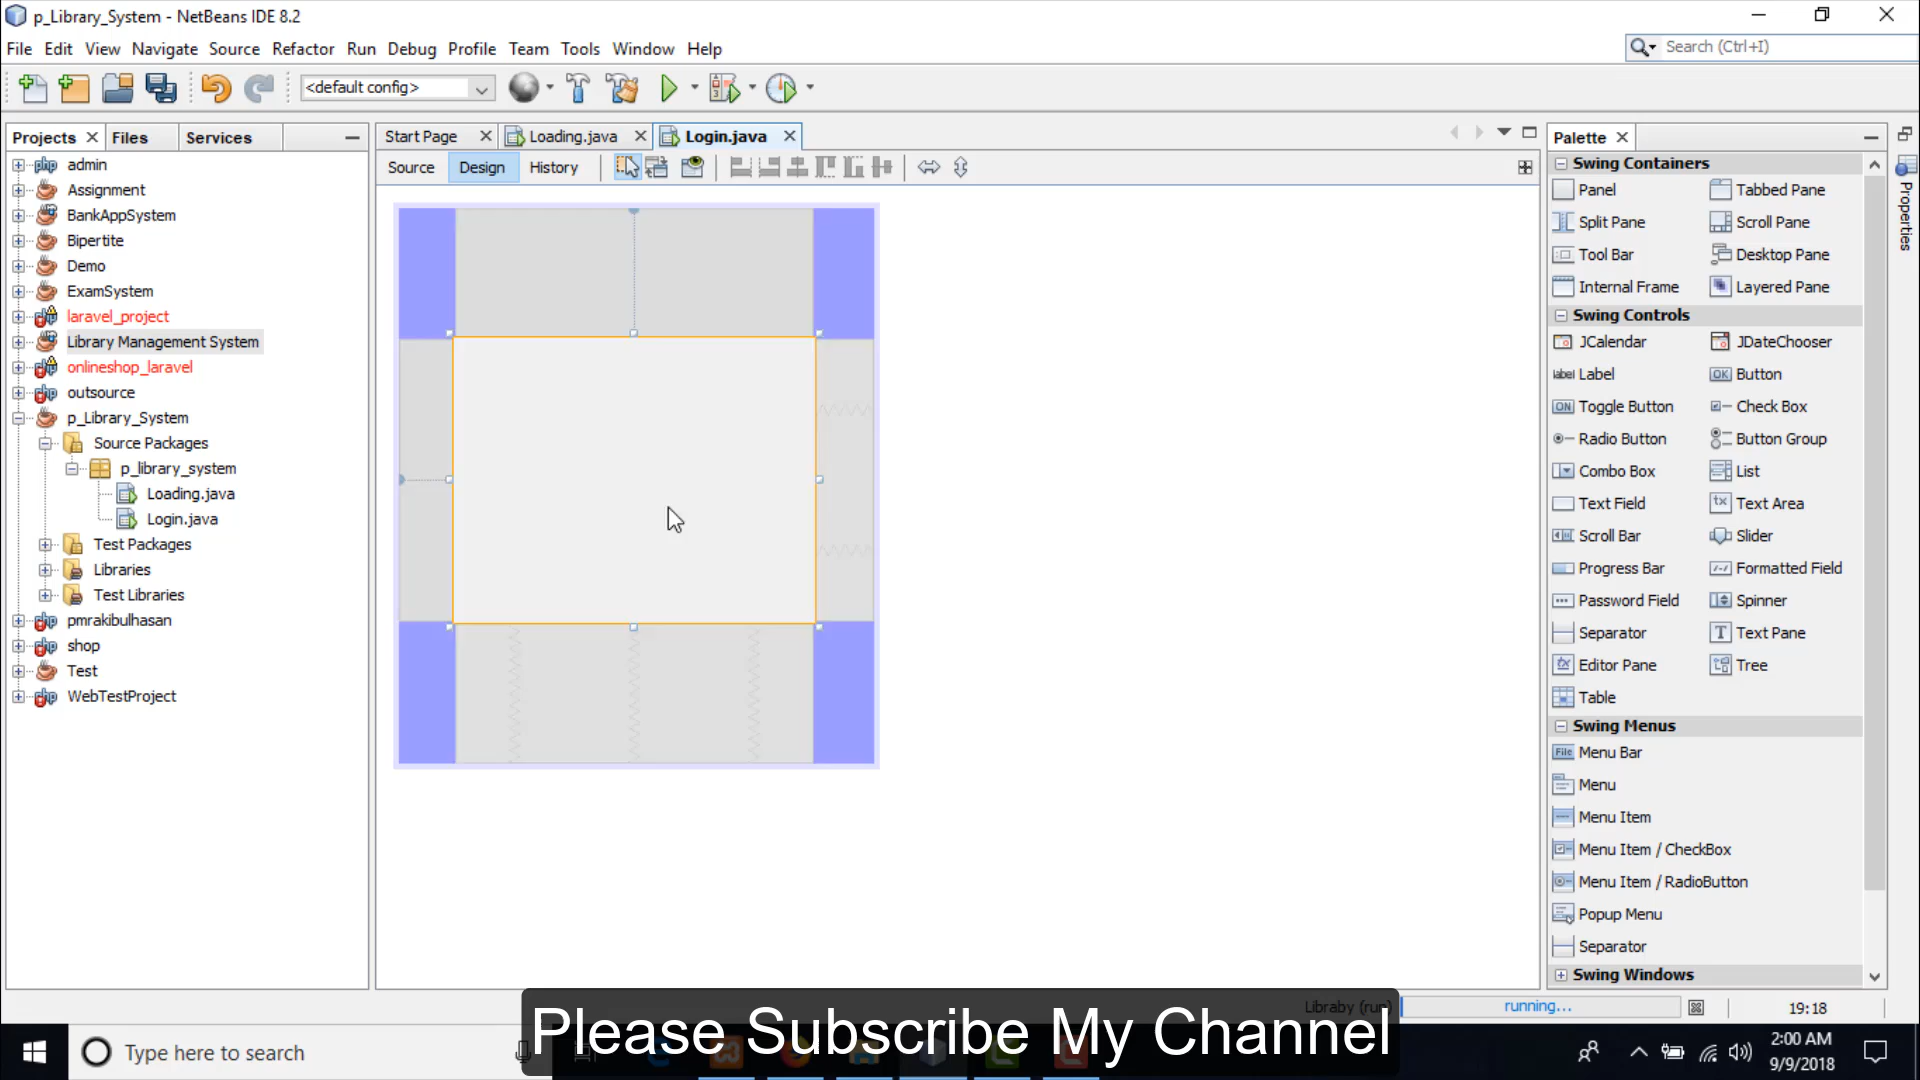 p_Library_System - NetBeans IDE 8.2
File Edit View Navigate Source Refactor Run Debug Profile Team Tools Window Help
Search (Ctrl+I)
<default config>
Projects Files Services
admin
Assignment
BankAppSystem
Bipertite
Demo
ExamSystem
laravel_project
Library Management System
onlineshop_laravel
outsource
p_Library_System
Source Packages
p_library_system
Loading.java
Login.java
Test Packages
Libraries
Test Libraries
pmrakibulhasan
shop
Test
WebTestProject
Start Page Loading.java Login.java
Source Design History
Palette
Swing Containers
Panel Tabbed Pane
Split Pane Scroll Pane
Tool Bar Desktop Pane
Internal Frame Layered Pane
Swing Controls
JCalendar JDateChooser
label Label OK Button
ON Toggle Button Check Box
Radio Button Button Group
Combo Box List
Text Field Text Area
Scroll Bar Slider
Progress Bar Formatted Field
Password Field Spinner
Separator Text Pane
Editor Pane Tree
Table
Swing Menus
File Menu Bar
Menu
Menu Item
Menu Item / CheckBox
Menu Item / RadioButton
Popup Menu
Separator
Swing Windows
Properties
Libraby (run) running... 19:18
Please Subscribe My Channel
Type here to search
2:00 AM
9/9/2018